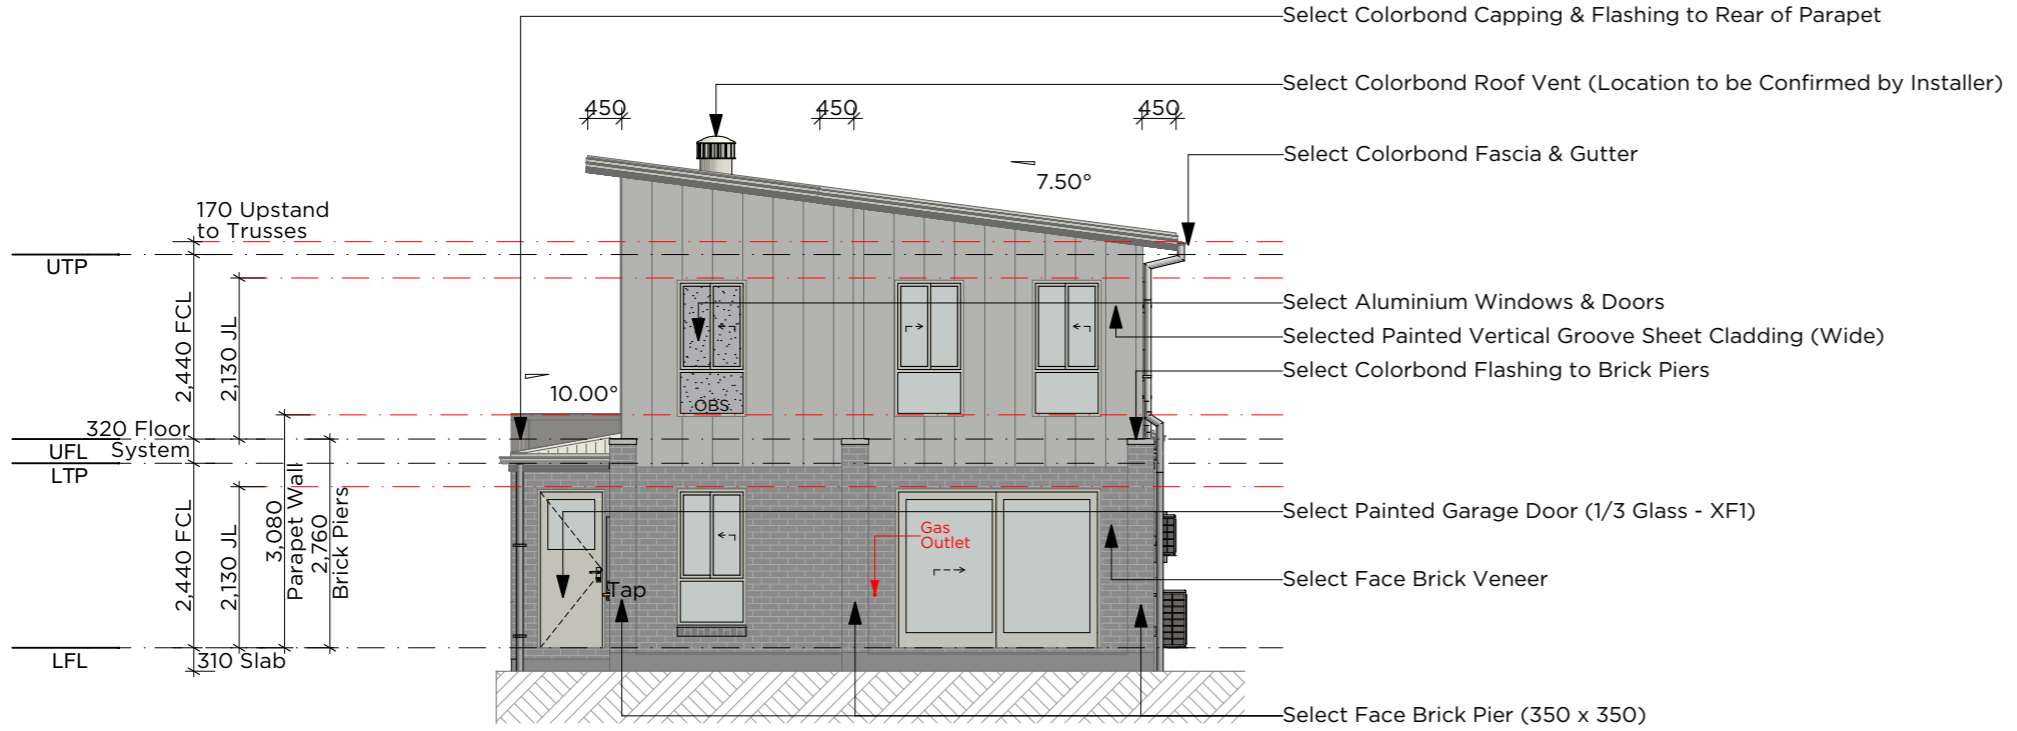 Select Colorbond Capping & Flashing to Rear of Parapet
Select Colorbond Roof Vent (Location to be Confirmed by Installer)
450
450
450
Select Colorbond Fascia & Gutter
7.50°
170 Upstand
to Trusses
UTP
2,440 FCL
2,130 JL
Select Aluminium Windows & Doors
Selected Painted Vertical Groove Sheet Cladding (Wide)
Select Colorbond Flashing to Brick Piers
10.00°
OBS.
320 Floor
System
UFL
LTP
2,440 FCL
2,130 JL
3,080
Parapet Wall
2,760
Brick Piers
Gas
Outlet
Tap
Select Painted Garage Door (1/3 Glass - XF1)
Select Face Brick Veneer
LFL
310 Slab
Select Face Brick Pier (350 x 350)